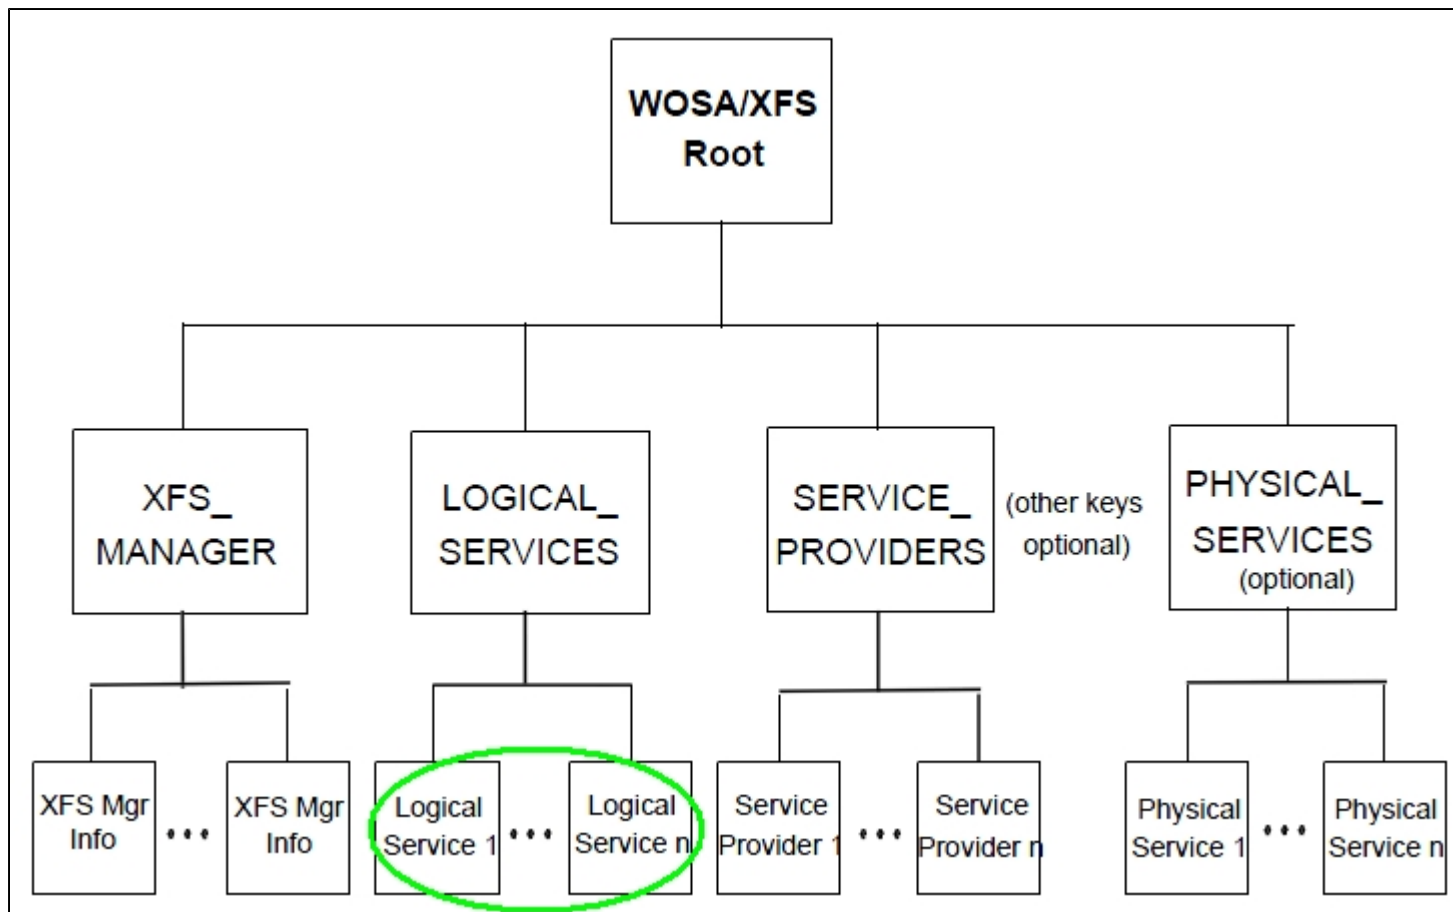 WOSA/XFS
Root
XFS_
MANAGER
LOGICAL_
SERVICES
SERVICE_
PROVIDERS
(other keys
optional)
PHYSICAL_
SERVICES
(optional)
XFS Mgr
Info
•••
XFS Mgr
Info
Logical
Service 1
•••
Logical
Service n
Service
Provider 1
•••
Service
Provider n
Physical
Service 1
•••
Physical
Service n